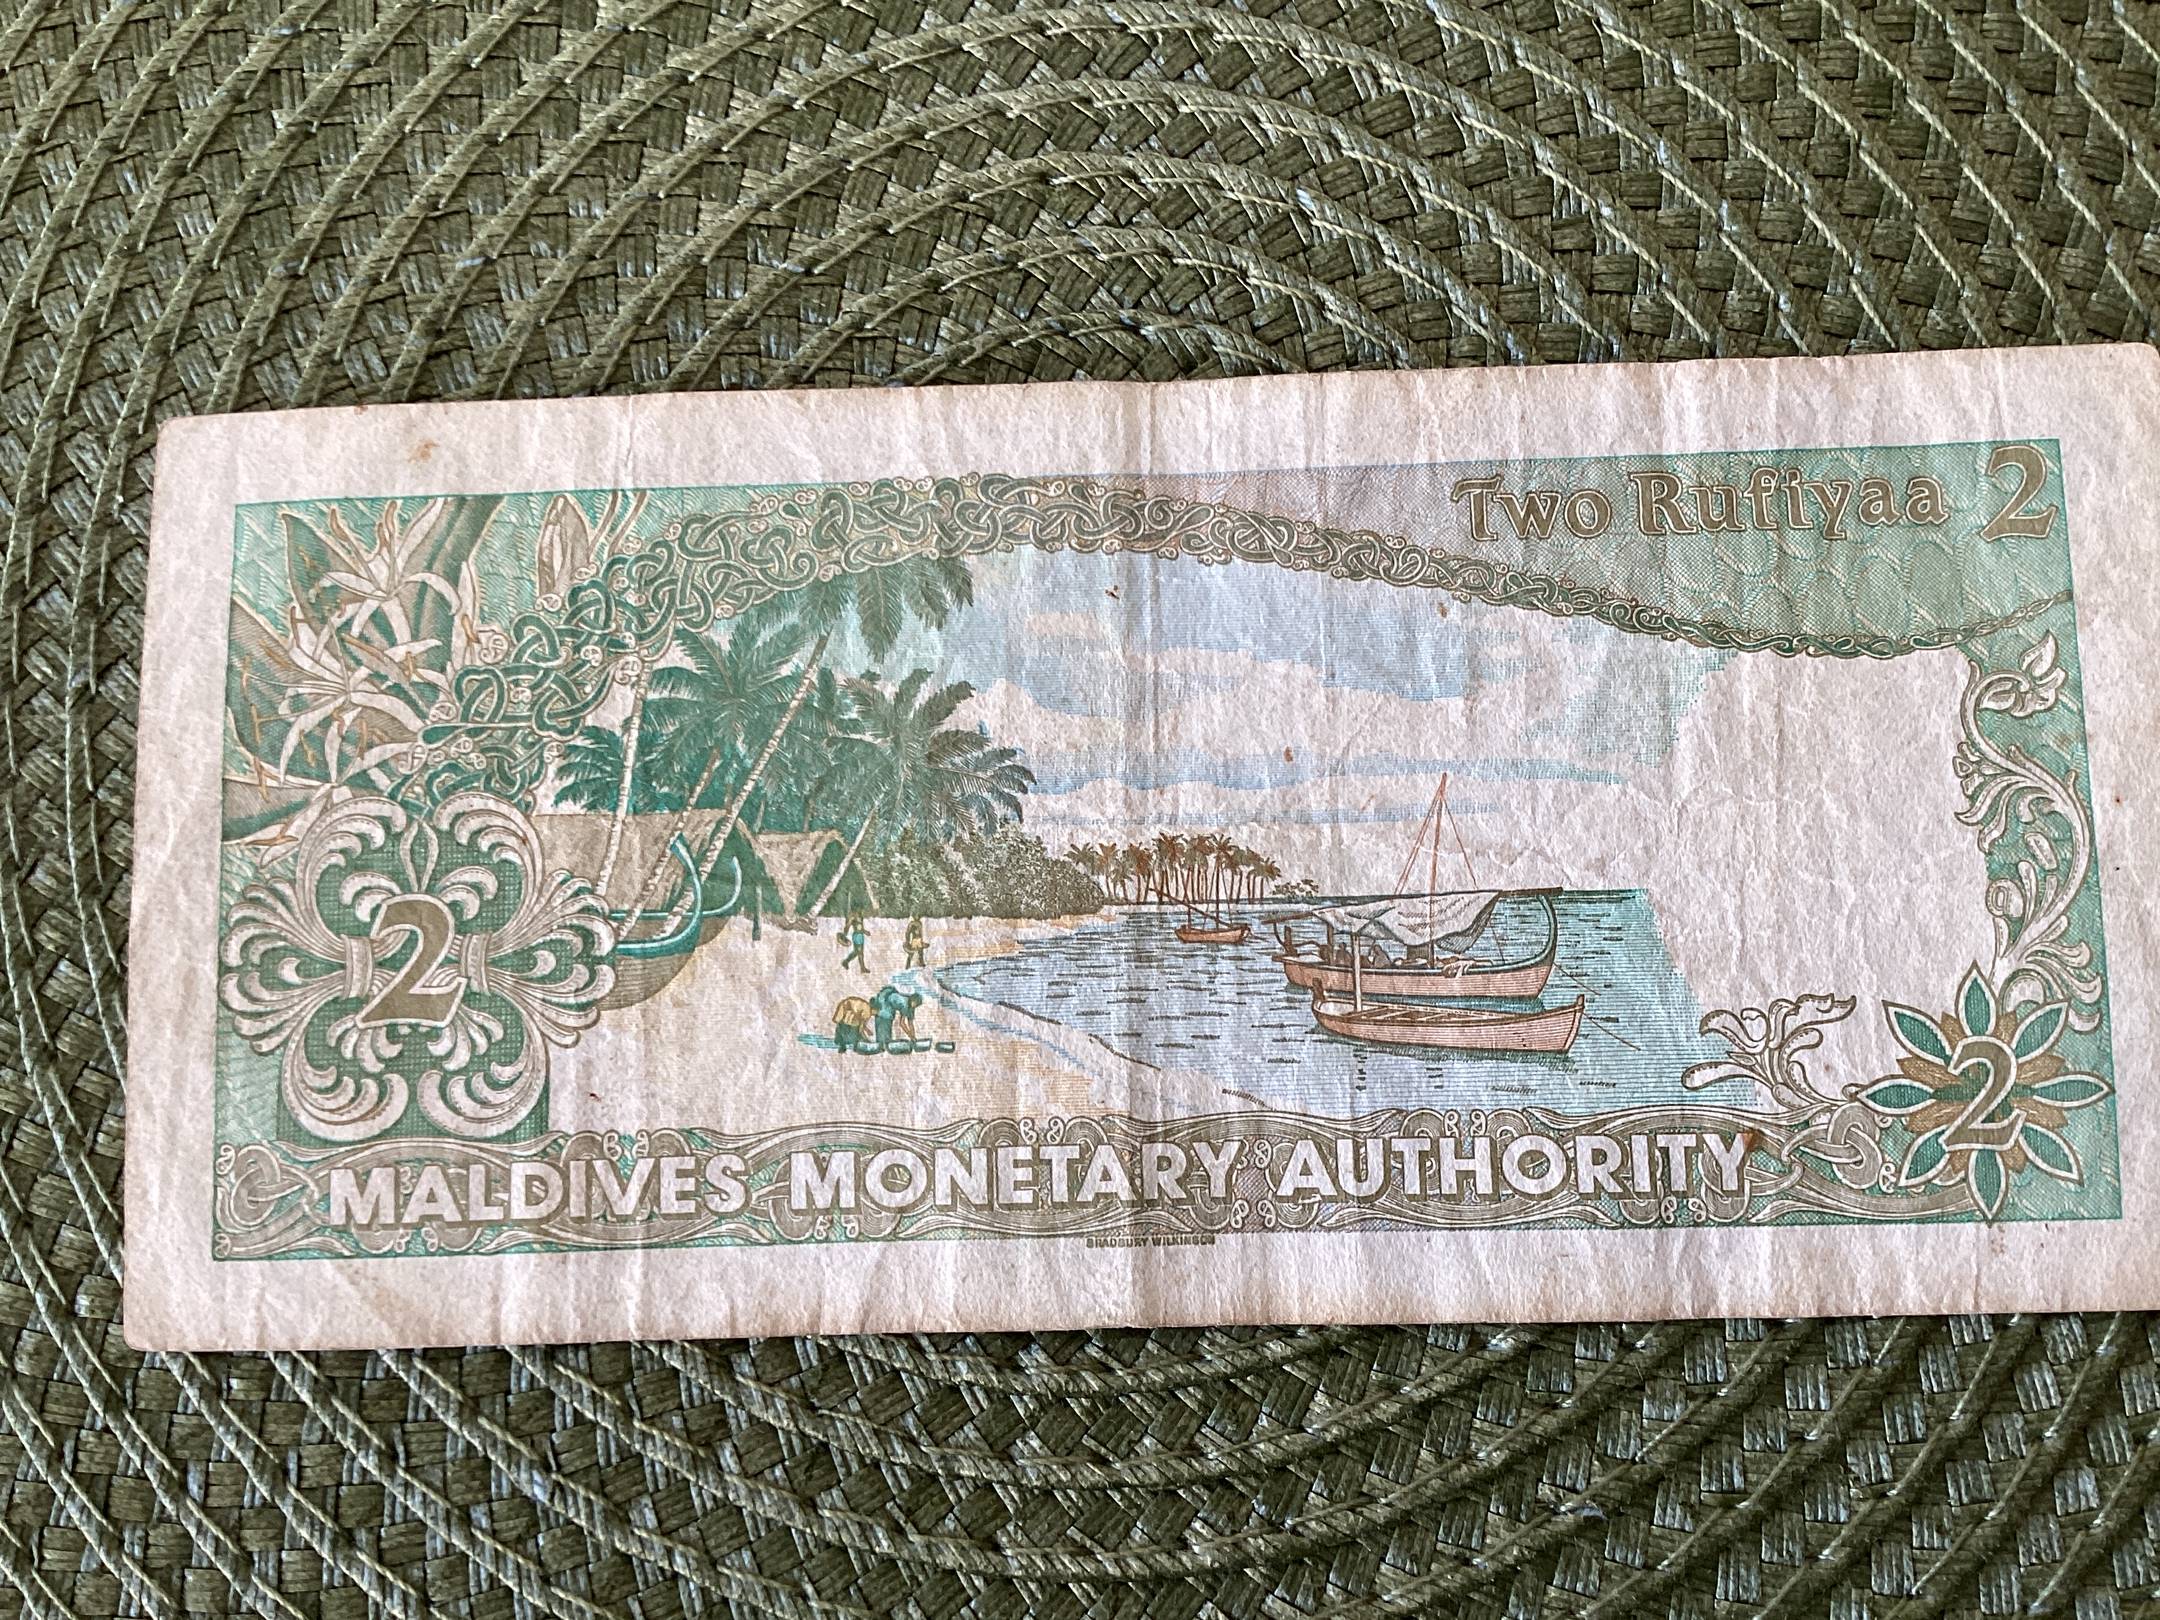 Two Rufiyaa 2
2
2
MALDIVES MONETARY AUTHORITY
BRADBURY WILKINSON